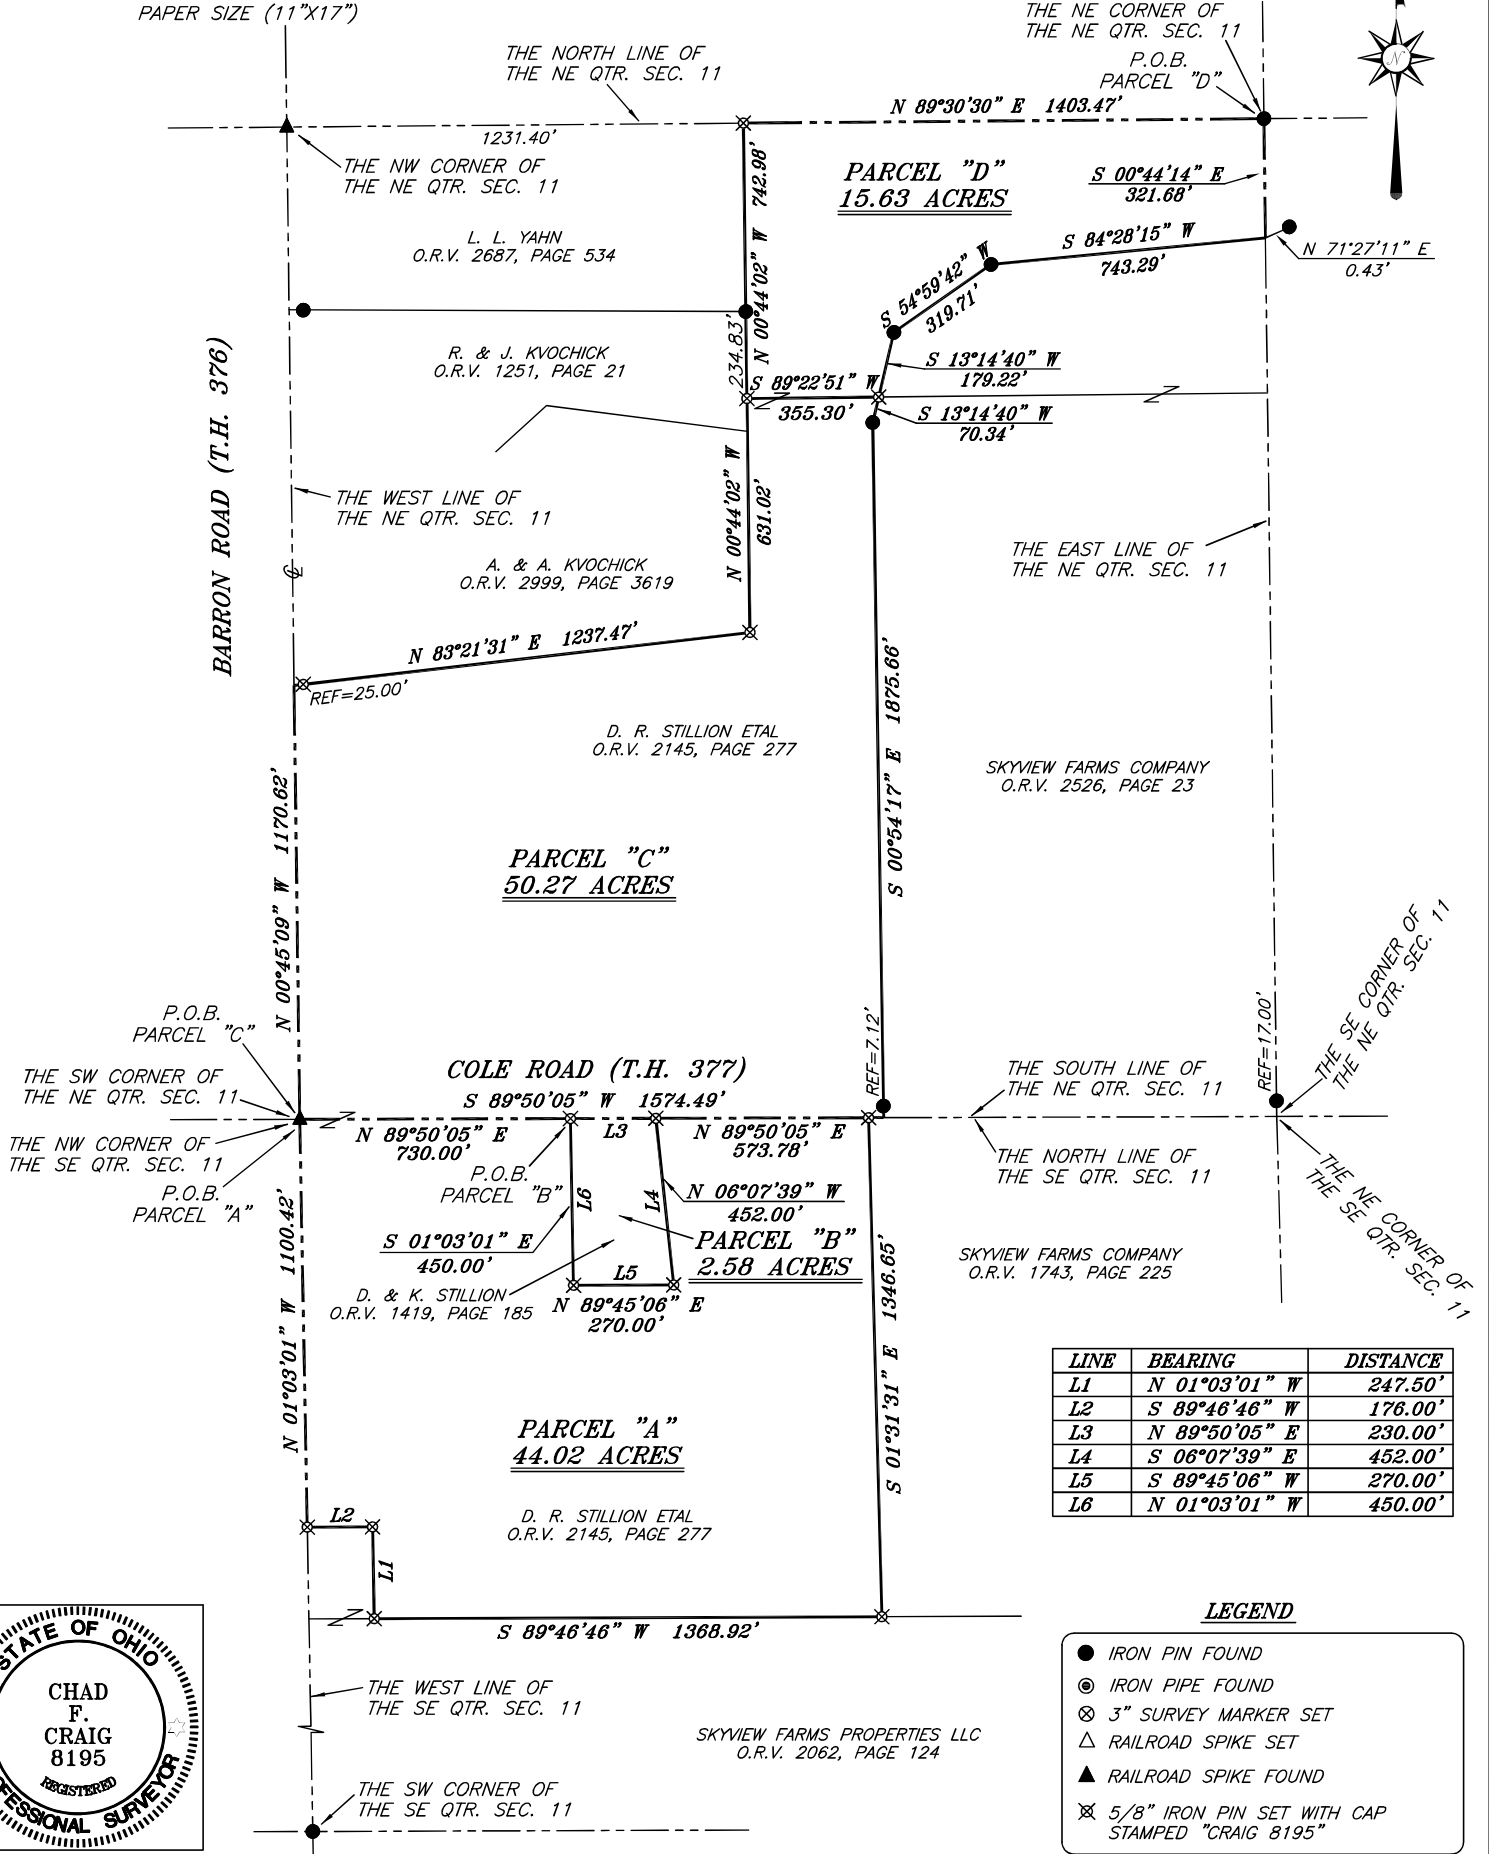 PAPER SIZE (11"X17")
THE NORTH LINE OF
THE NE QTR. SEC. 11
THE NE CORNER OF
THE NE QTR. SEC. 11
P.O.B.
PARCEL "D"
N
N 89°30'30" E 1403.47'
1231.40'
THE NW CORNER OF
THE NE QTR. SEC. 11
N 00°44'02" W 742.98'
PARCEL "D"
15.63 ACRES
S 00°44'14" E
321.68'
L. L. YAHN
O.R.V. 2687, PAGE 534
S 84°28'15" W
743.29'
N 71°27'11" E
0.43'
S 54°59'42" W
319.71'
234.83'
R. & J. KVOCHICK
O.R.V. 1251, PAGE 21
S 13°14'40" W
179.22'
S 89°22'51" W
355.30'
S 13°14'40" W
70.34'
BARRON ROAD (T.H. 376)
THE WEST LINE OF
THE NE QTR. SEC. 11
N 00°44'02" W
631.02'
THE EAST LINE OF
THE NE QTR. SEC. 11
A. & A. KVOCHICK
O.R.V. 2999, PAGE 3619
N 83°21'31" E 1237.47'
REF=25.00'
D. R. STILLION ETAL
O.R.V. 2145, PAGE 277
S 00°54'17" E 1875.66'
SKYVIEW FARMS COMPANY
O.R.V. 2526, PAGE 23
N 00°45'09" W 1170.62'
PARCEL "C"
50.27 ACRES
P.O.B.
PARCEL "C"
THE SW CORNER OF
THE NE QTR. SEC. 11
THE NW CORNER OF
THE SE QTR. SEC. 11
P.O.B.
PARCEL "A"
COLE ROAD (T.H. 377)
S 89°50'05" W 1574.49'
REF=7.12'
REF=17.00'
THE SE CORNER OF
THE NE QTR. SEC. 11
THE SOUTH LINE OF
THE NE QTR. SEC. 11
N 89°50'05" E
730.00'
L3
N 89°50'05" E
573.78'
THE NORTH LINE OF
THE SE QTR. SEC. 11
THE NE CORNER OF
THE SE QTR. SEC. 11
P.O.B.
PARCEL "B"
L6
L4
N 06°07'39" W
452.00'
N 01°03'01" W 1100.42'
S 01°03'01" E
450.00'
PARCEL "B"
2.58 ACRES
L5
N 89°45'06" E
270.00'
D. & K. STILLION
O.R.V. 1419, PAGE 185
S 01°31'31" E 1346.65'
SKYVIEW FARMS COMPANY
O.R.V. 1743, PAGE 225
LINE BEARING DISTANCE
L1 N 01°03'01" W 247.50'
L2 S 89°46'46" W 176.00'
L3 N 89°50'05" E 230.00'
L4 S 06°07'39" E 452.00'
L5 S 89°45'06" W 270.00'
L6 N 01°03'01" W 450.00'
PARCEL "A"
44.02 ACRES
L2
L1
D. R. STILLION ETAL
O.R.V. 2145, PAGE 277
S 89°46'46" W 1368.92'
THE WEST LINE OF
THE SE QTR. SEC. 11
SKYVIEW FARMS PROPERTIES LLC
O.R.V. 2062, PAGE 124
THE SW CORNER OF
THE SE QTR. SEC. 11
STATE OF OHIO
CHAD
F.
CRAIG
8195
REGISTERED
OFESSIONAL SURVEYOR
LEGEND
IRON PIN FOUND
IRON PIPE FOUND
3" SURVEY MARKER SET
RAILROAD SPIKE SET
RAILROAD SPIKE FOUND
5/8" IRON PIN SET WITH CAP
STAMPED "CRAIG 8195"